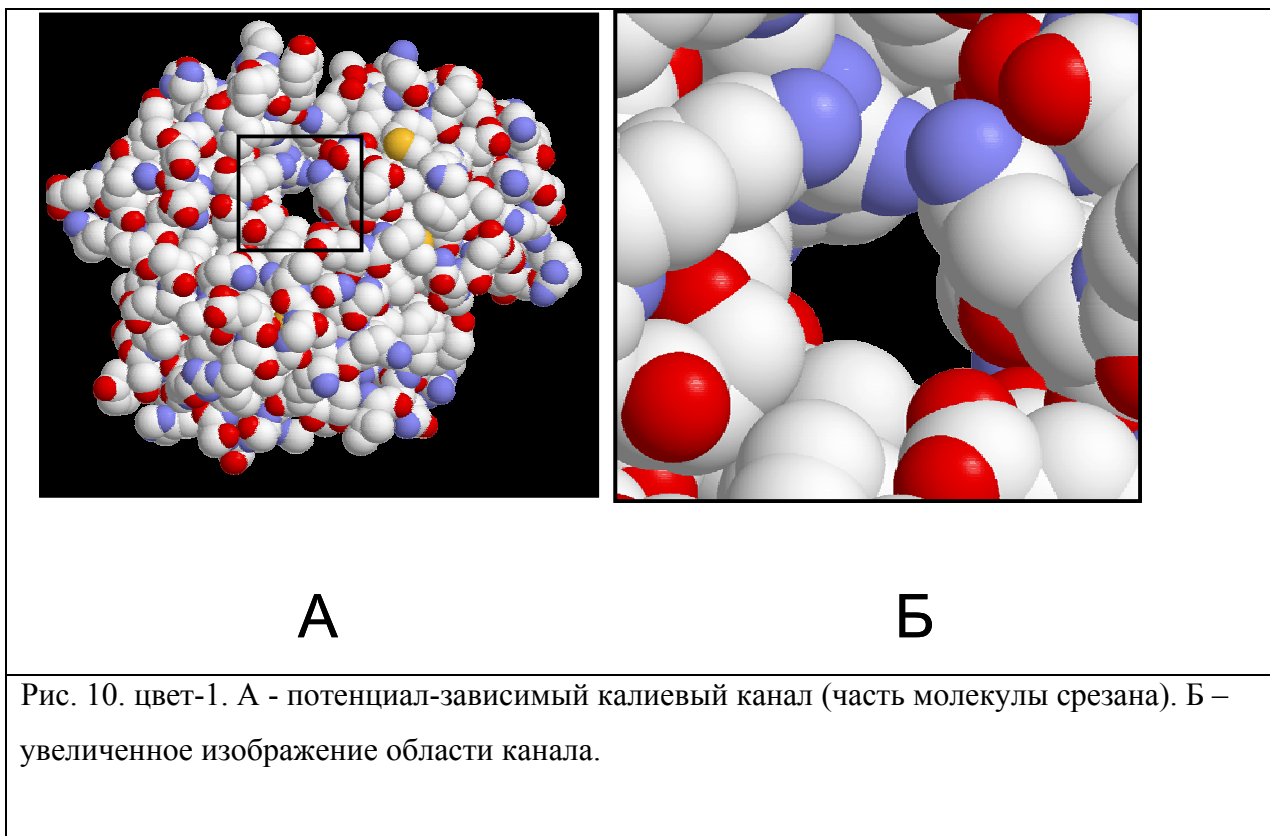 А Б
Рис. 10. цвет-1. А - потенциал-зависимый калиевый канал (часть молекулы срезана). Б –
увеличенное изображение области канала.